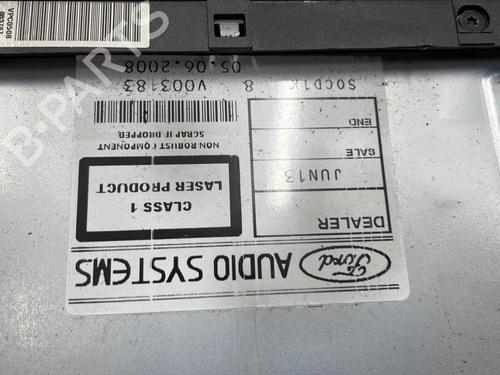 Ford AUDIO SYSTEMS
DEALER
JUN13
SALE
END
CLASS 1
LASER PRODUCT
NON ROBUST COMPONENT
SCRAP IF DROPPED
V003183
05.06.2008
8
VPC0508
B-PARTS